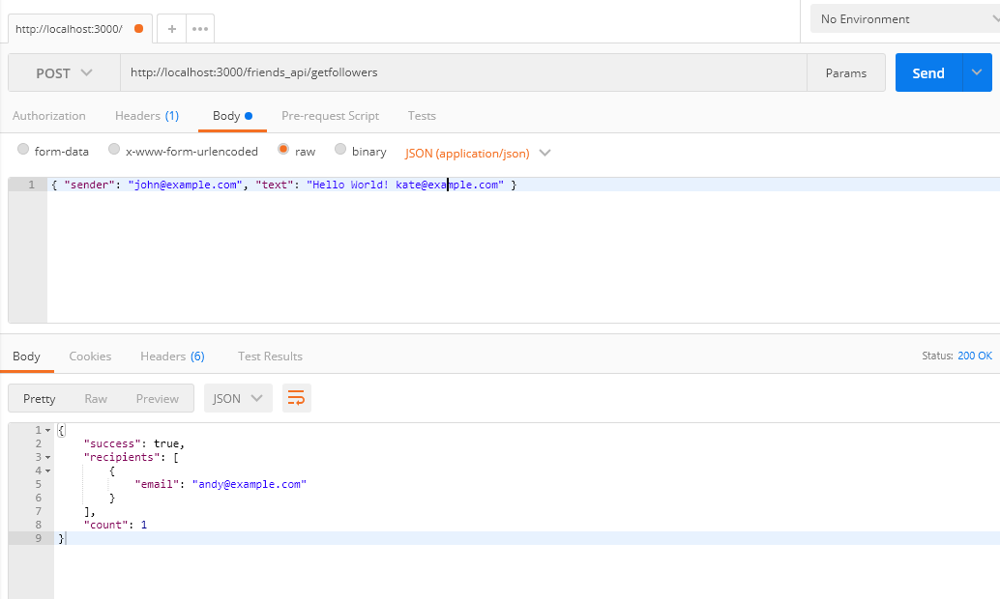 http://localhost:3000/
+
•••
No Environment
POST
http://localhost:3000/friends_api/getfollowers
Params
Send
Authorization
Headers (1)
Body
Pre-request Script
Tests
form-data
x-www-form-urlencoded
raw
binary
JSON (application/json)
1 { "sender": "john@example.com", "text": "Hello World! kate@example.com" }
Body
Cookies
Headers (6)
Test Results
Status: 200 OK
Pretty
Raw
Preview
JSON
1 {
2 "success": true,
3 "recipients": [
4 {
5 "email": "andy@example.com"
6 }
7 ],
8 "count": 1
9 }